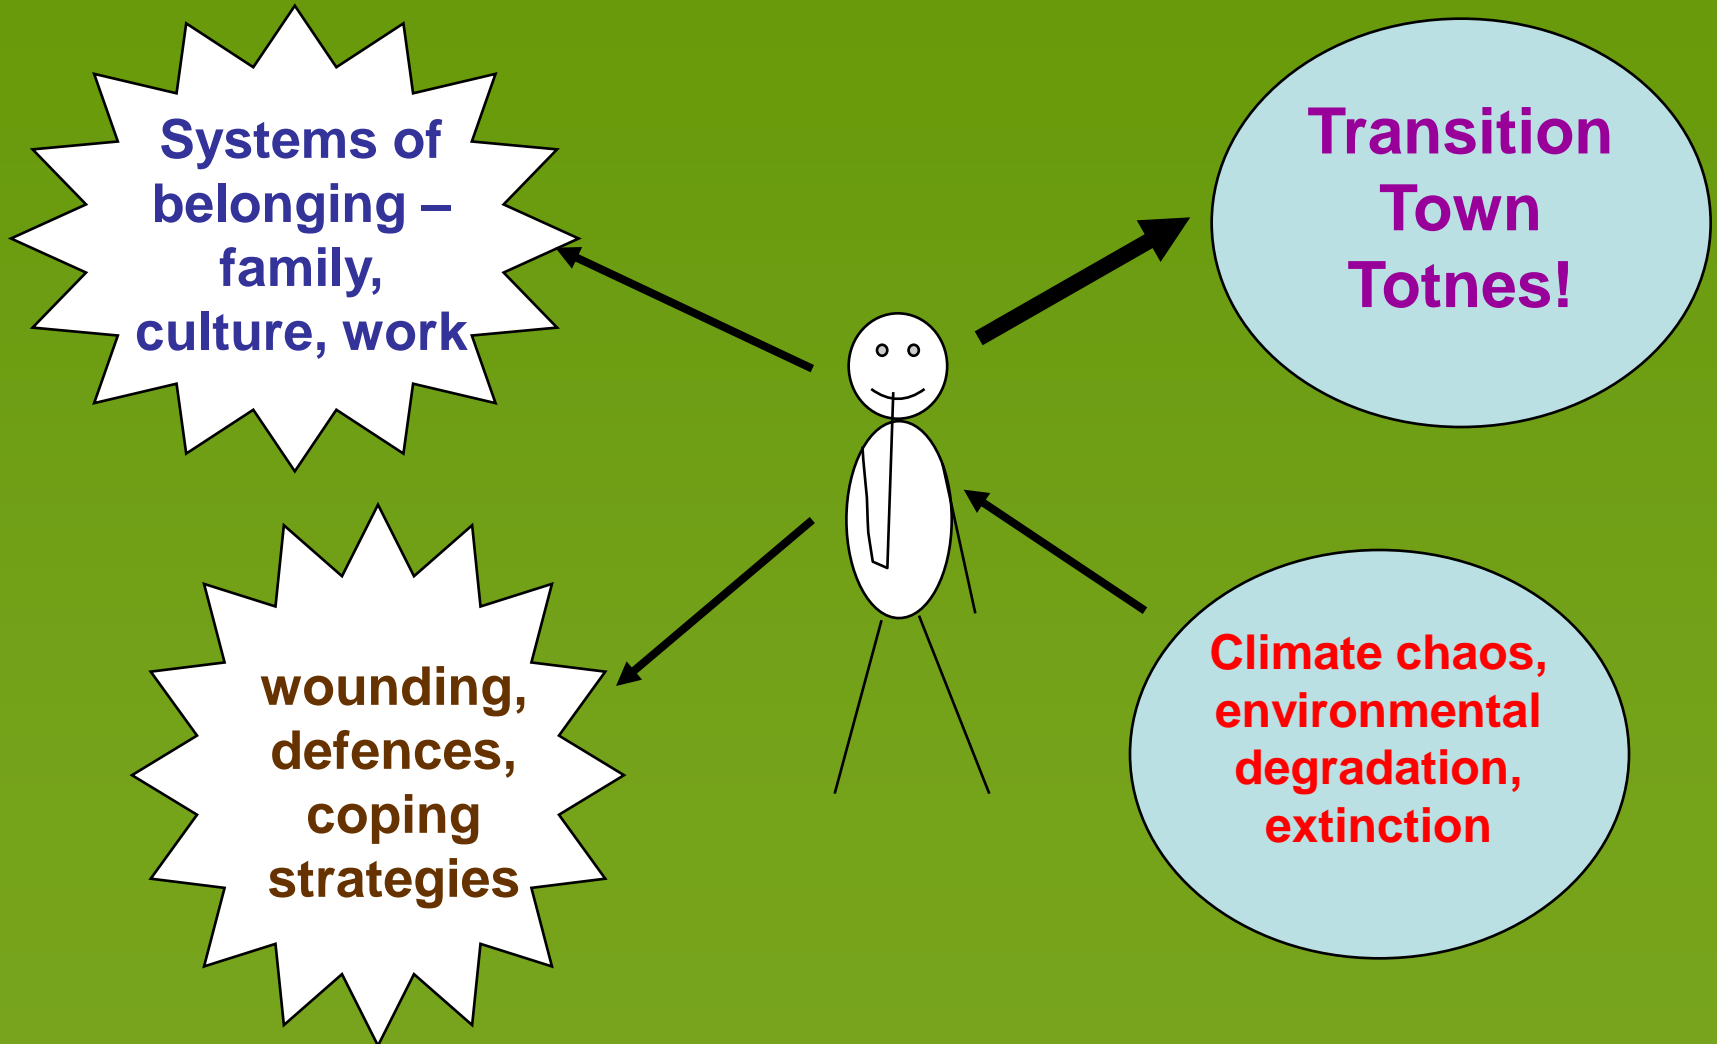 Systems of
belonging –
family,
culture, work
Transition
Town
Totnes!
wounding,
defences,
coping
strategies
Climate chaos,
environmental
degradation,
extinction